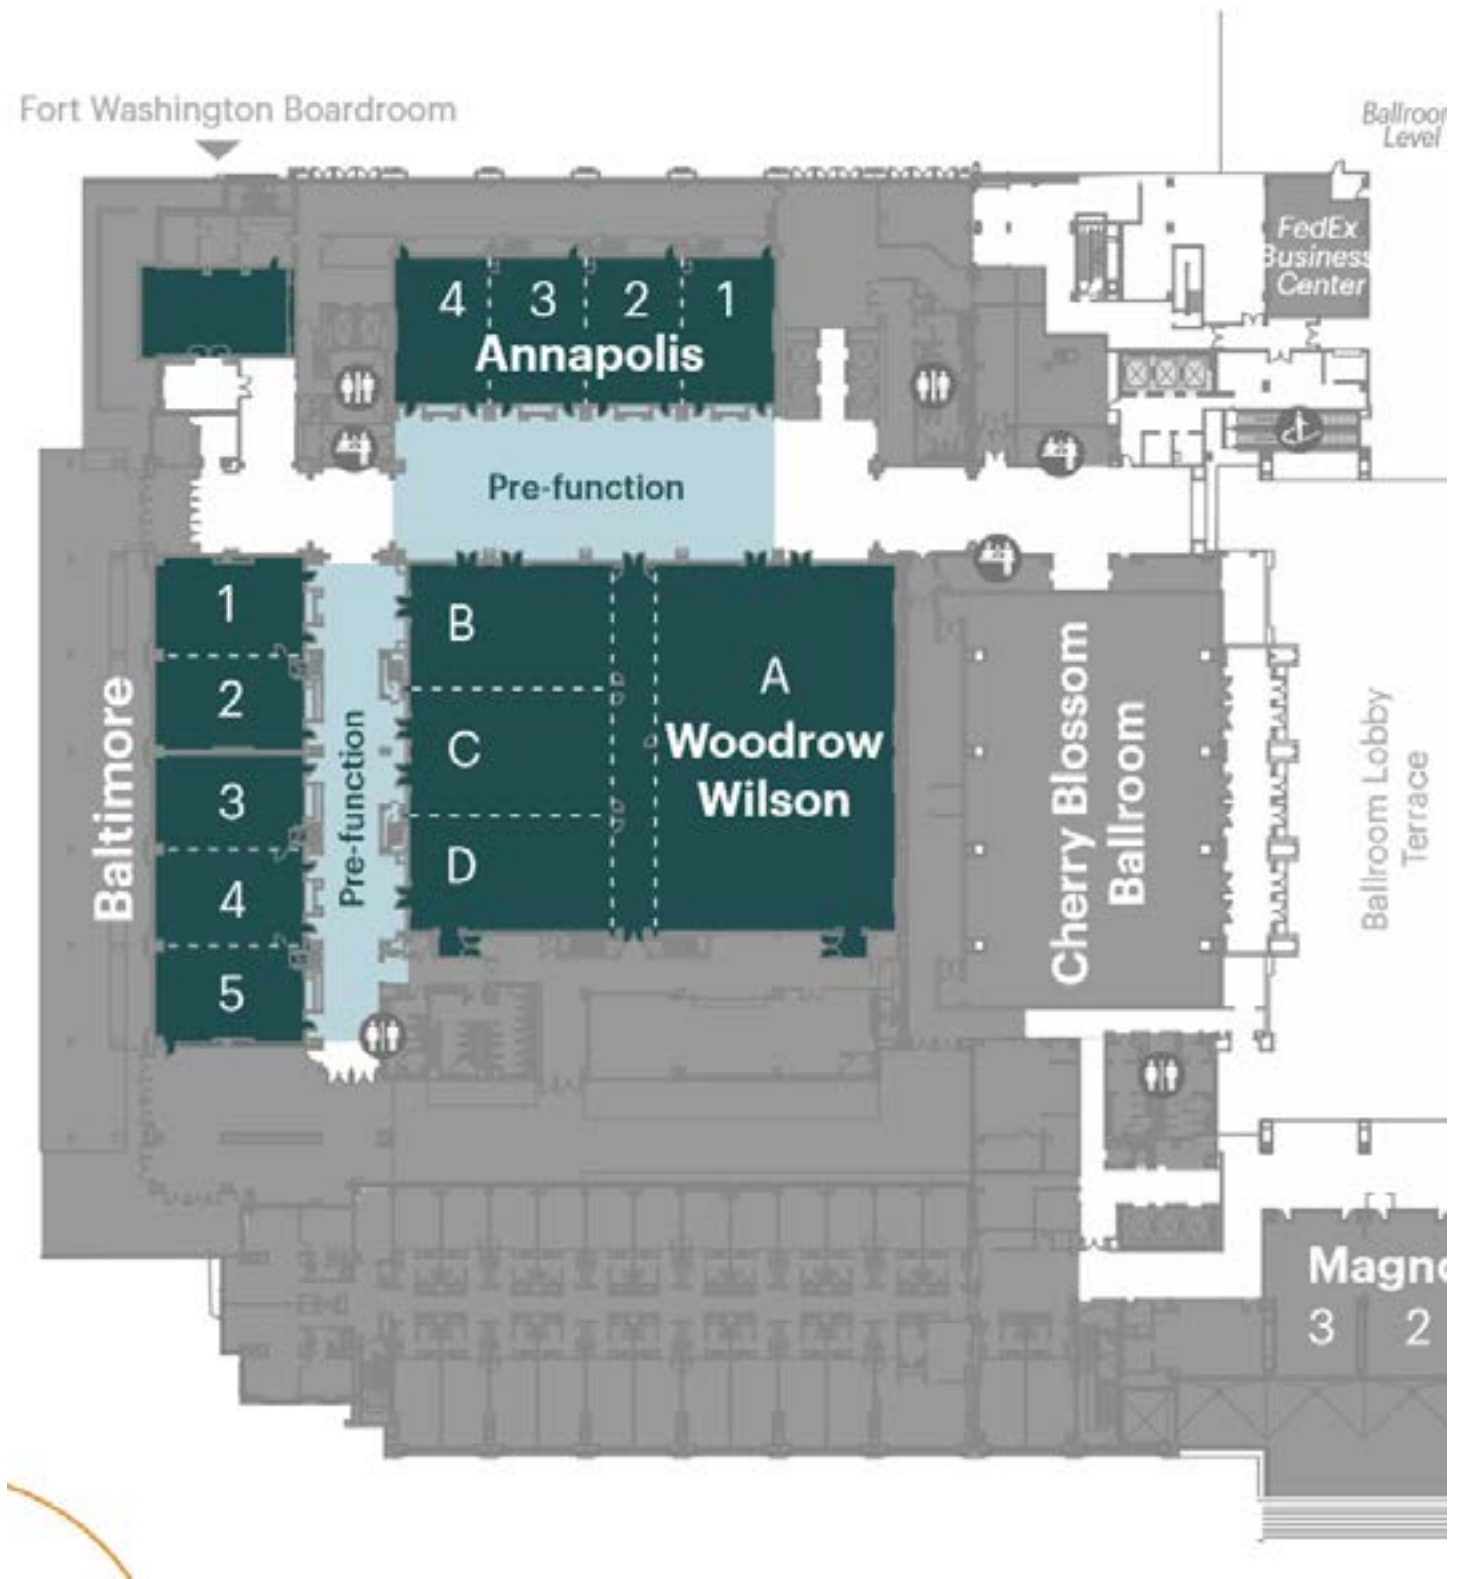 Fort Washington Boardroom
Level
FedEx
Business
Center
4 3 2 1
Annapolis
Pre-function
1
2
3
4
5
Baltimore
Pre-function
B
C
D
A
Woodrow
Wilson
Cherry Blossom
Ballroom
Ballroom Lobby
Terrace
3 2